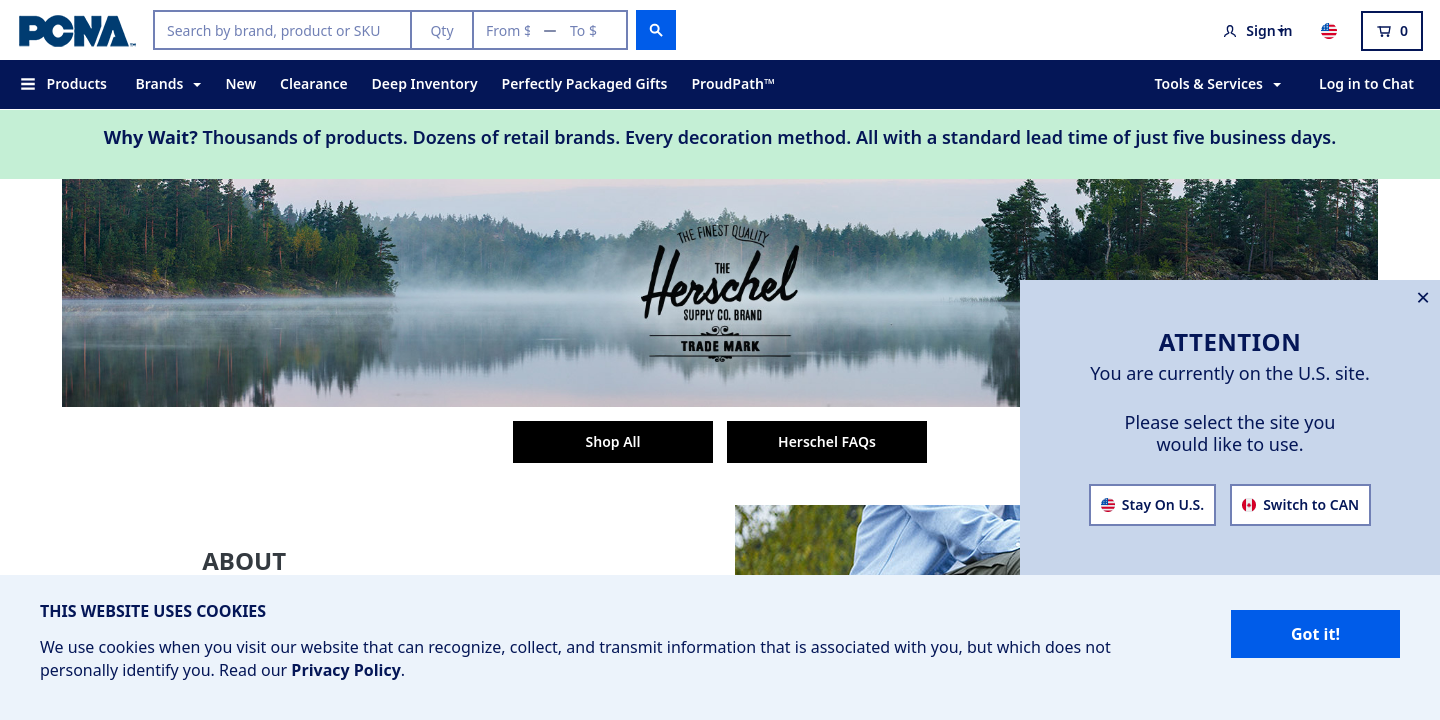 PCNA™
Search by brand, product or SKU
Qty
From $ — To $
Sign in
0
Products
Brands
New
Clearance
Deep Inventory
Perfectly Packaged Gifts
ProudPath™
Tools & Services
Log in to Chat
Why Wait? Thousands of products. Dozens of retail brands. Every decoration method. All with a standard lead time of just five business days.
THE FINEST QUALITY
THE
Herschel
SUPPLY CO. BRAND
TRADE MARK
Shop All
Herschel FAQs
ATTENTION
You are currently on the U.S. site.
Please select the site you
would like to use.
Stay On U.S.
Switch to CAN
ABOUT
THIS WEBSITE USES COOKIES
We use cookies when you visit our website that can recognize, collect, and transmit information that is associated with you, but which does not
personally identify you. Read our Privacy Policy.
Got it!